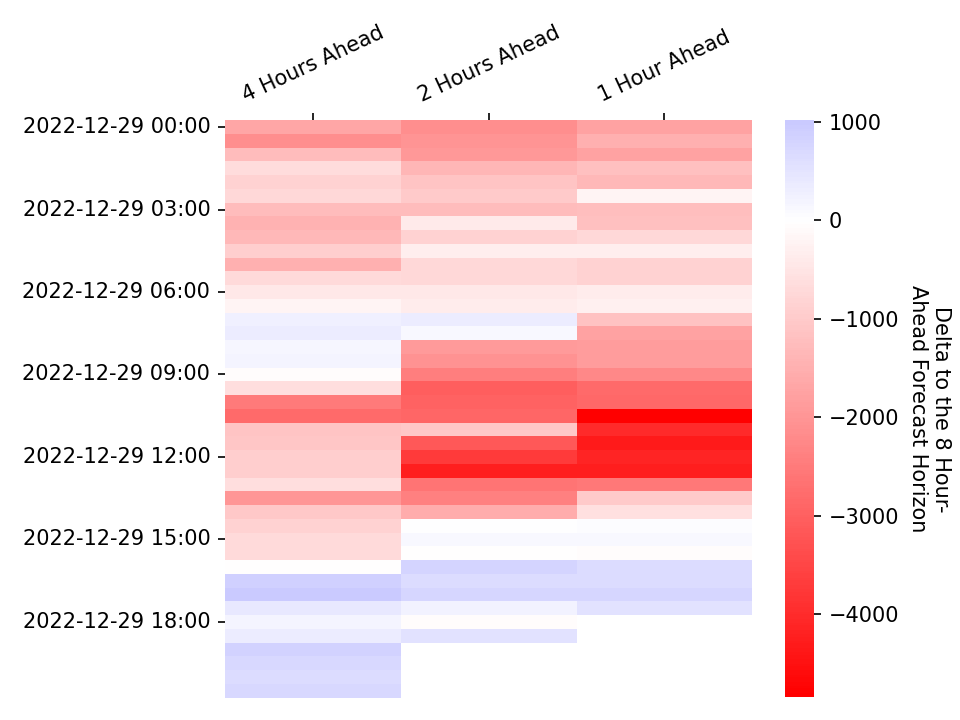 4 Hours Ahead
2 Hours Ahead
1 Hour Ahead
2022-12-29 00:00
2022-12-29 03:00
2022-12-29 06:00
2022-12-29 09:00
2022-12-29 12:00
2022-12-29 15:00
2022-12-29 18:00
1000
0
−1000
−2000
−3000
−4000
Delta to the 8 Hour-
Ahead Forecast Horizon